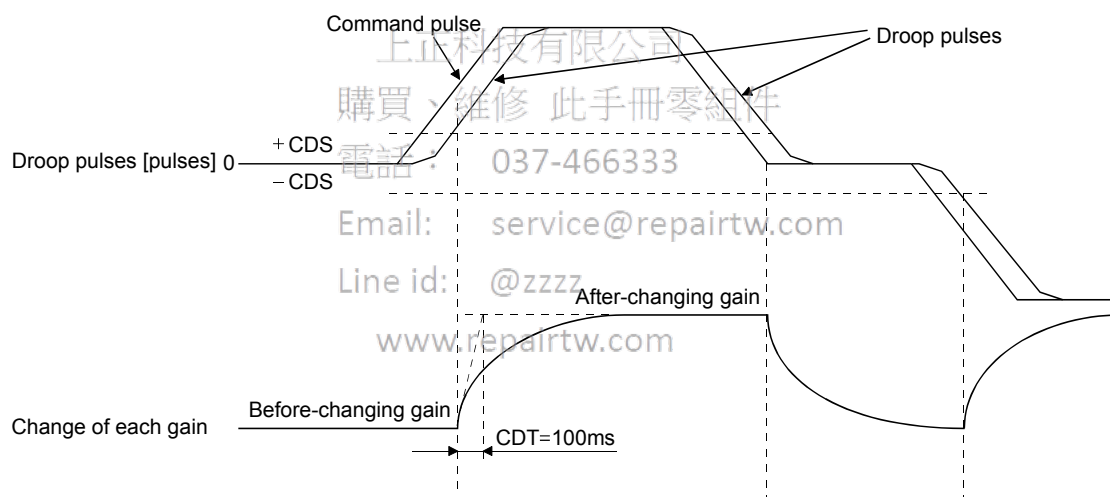 Command pulse
上正科技有限公司
Droop pulses
購買、維修 此手冊零組件
+CDS
Droop pulses [pulses] 0
電話： 037-466333
-CDS
Email: service@repairtw.com
Line id: @zzzz
After-changing gain
www.repairtw.com
Before-changing gain
Change of each gain
CDT=100ms